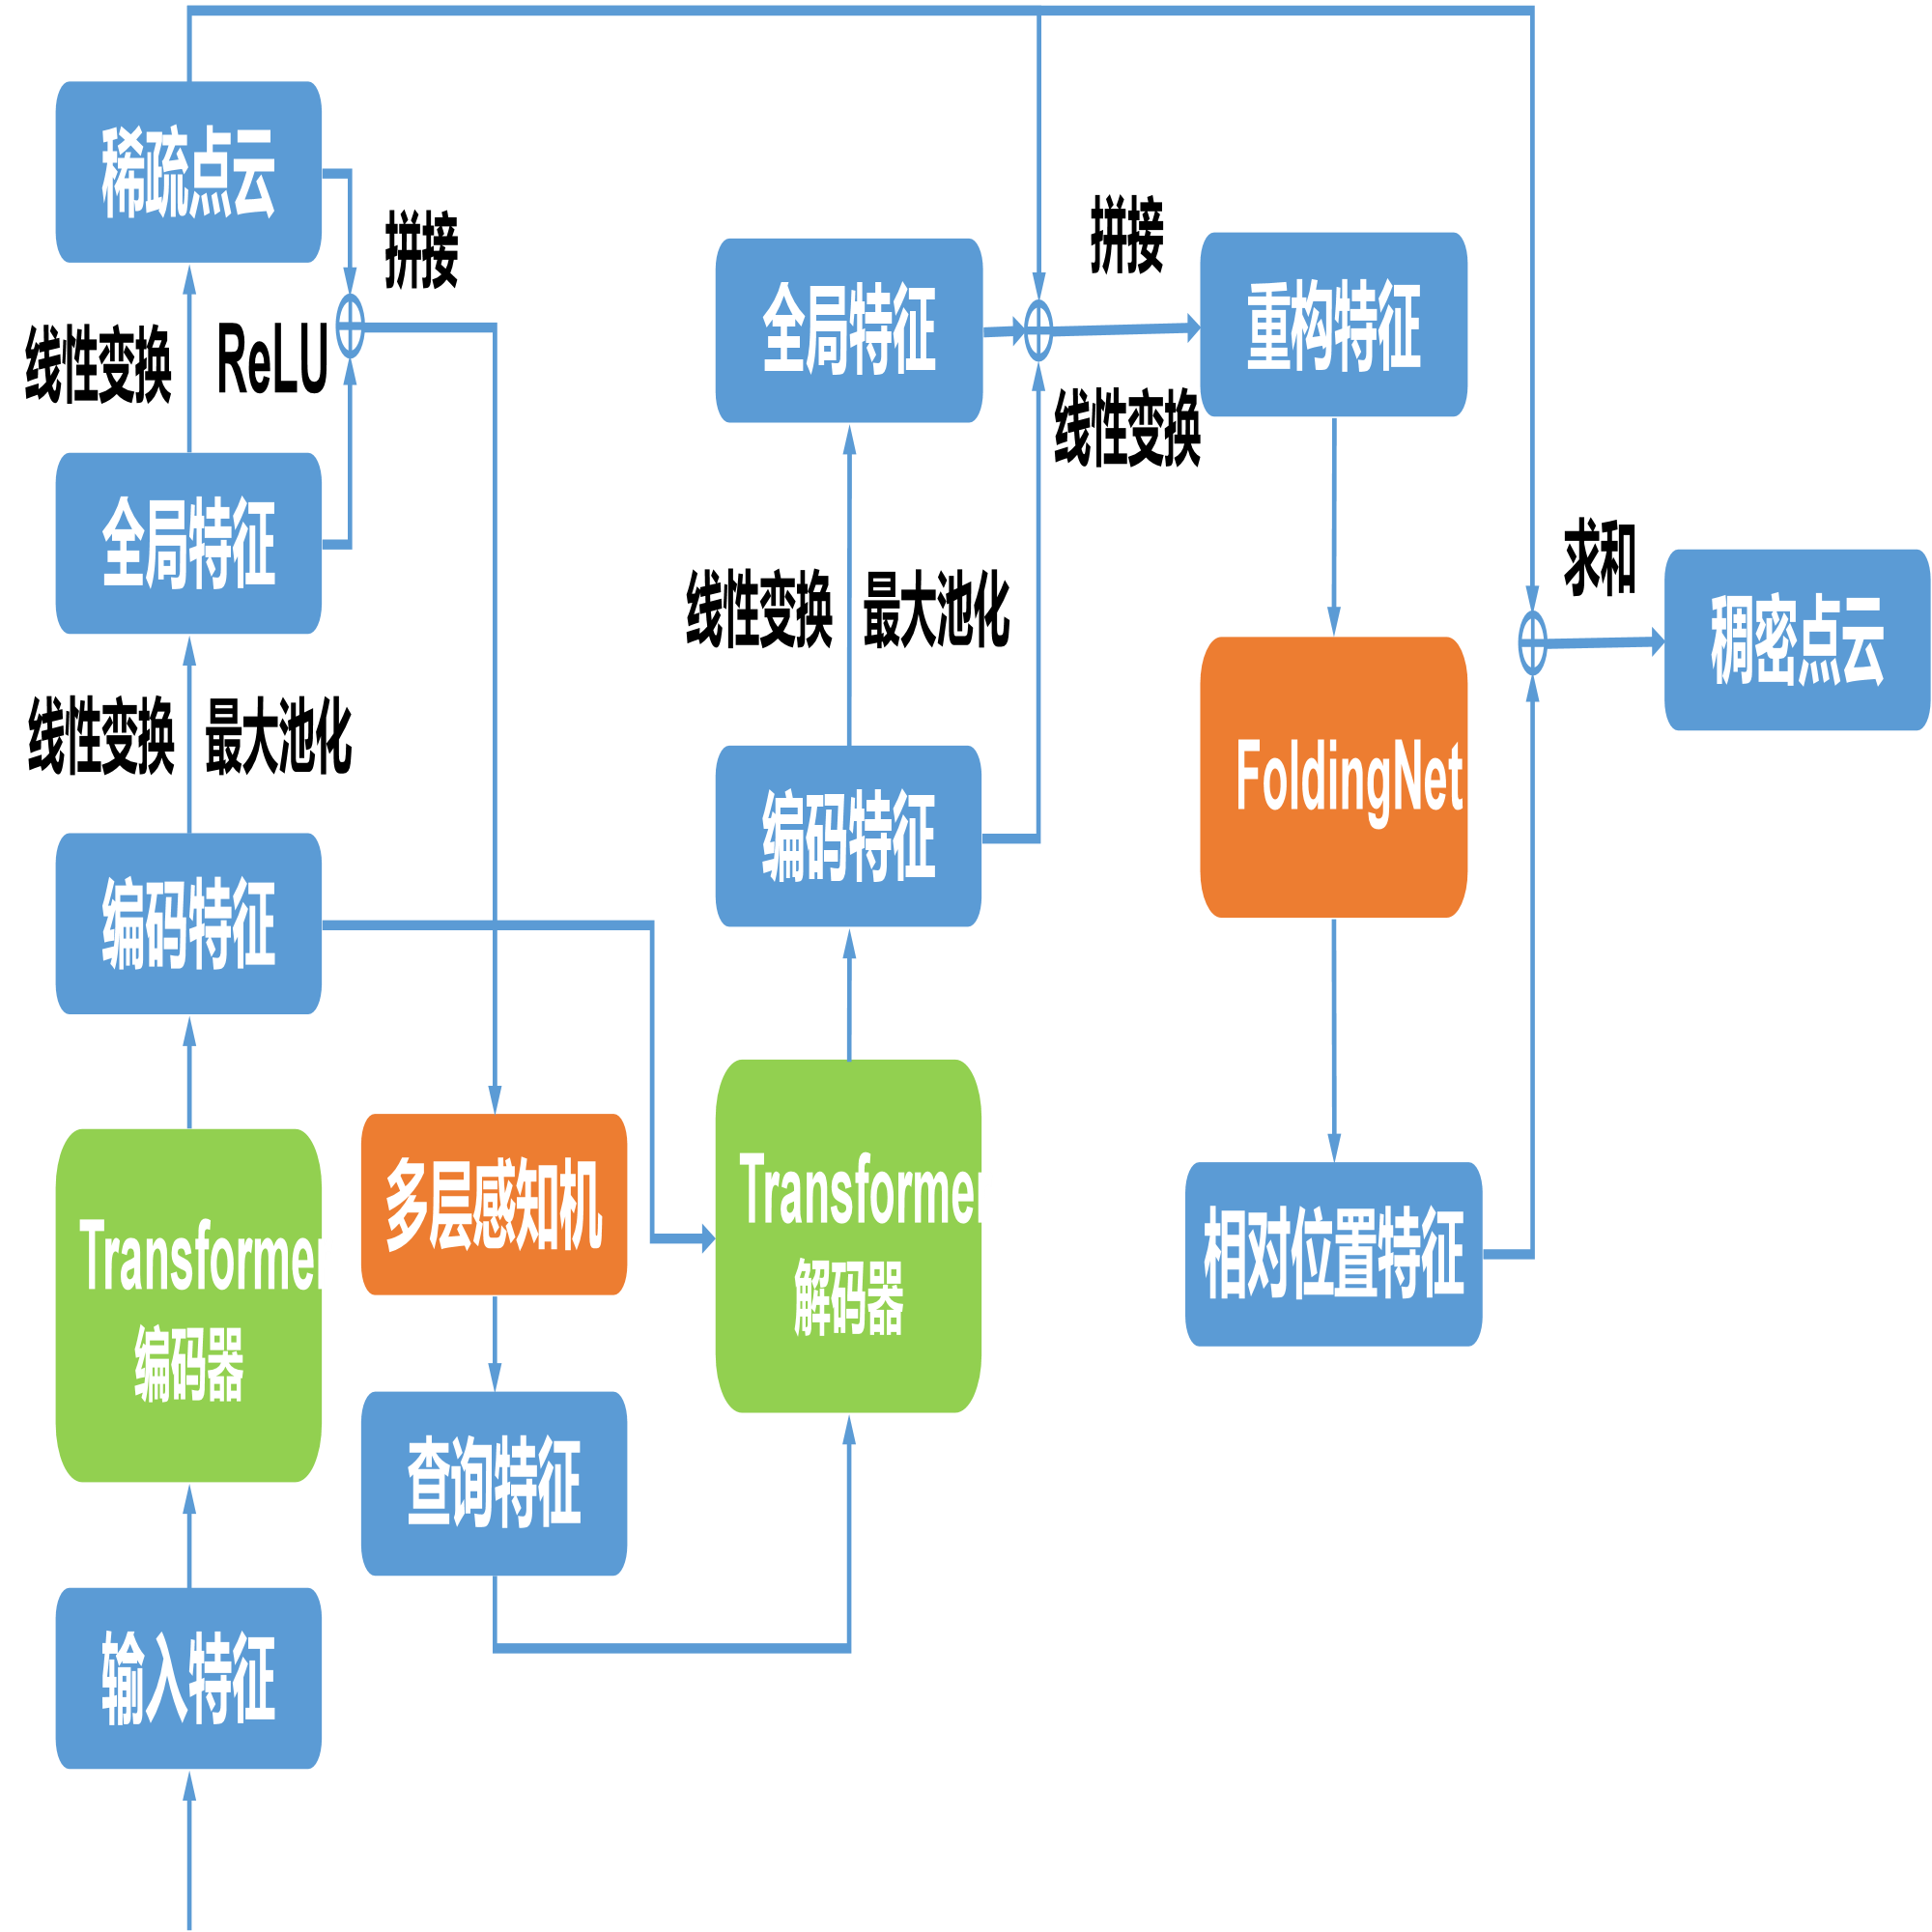 稀疏点云
拼接
线性变换 ReLU
全局特征
线性变换 最大池化
编码特征
Transformer
编码器
输入特征
多层感知机
查询特征
全局特征
线性变换 最大池化
编码特征
Transformer
解码器
拼接
重构特征
线性变换
FoldingNet
相对位置特征
求和
稠密点云